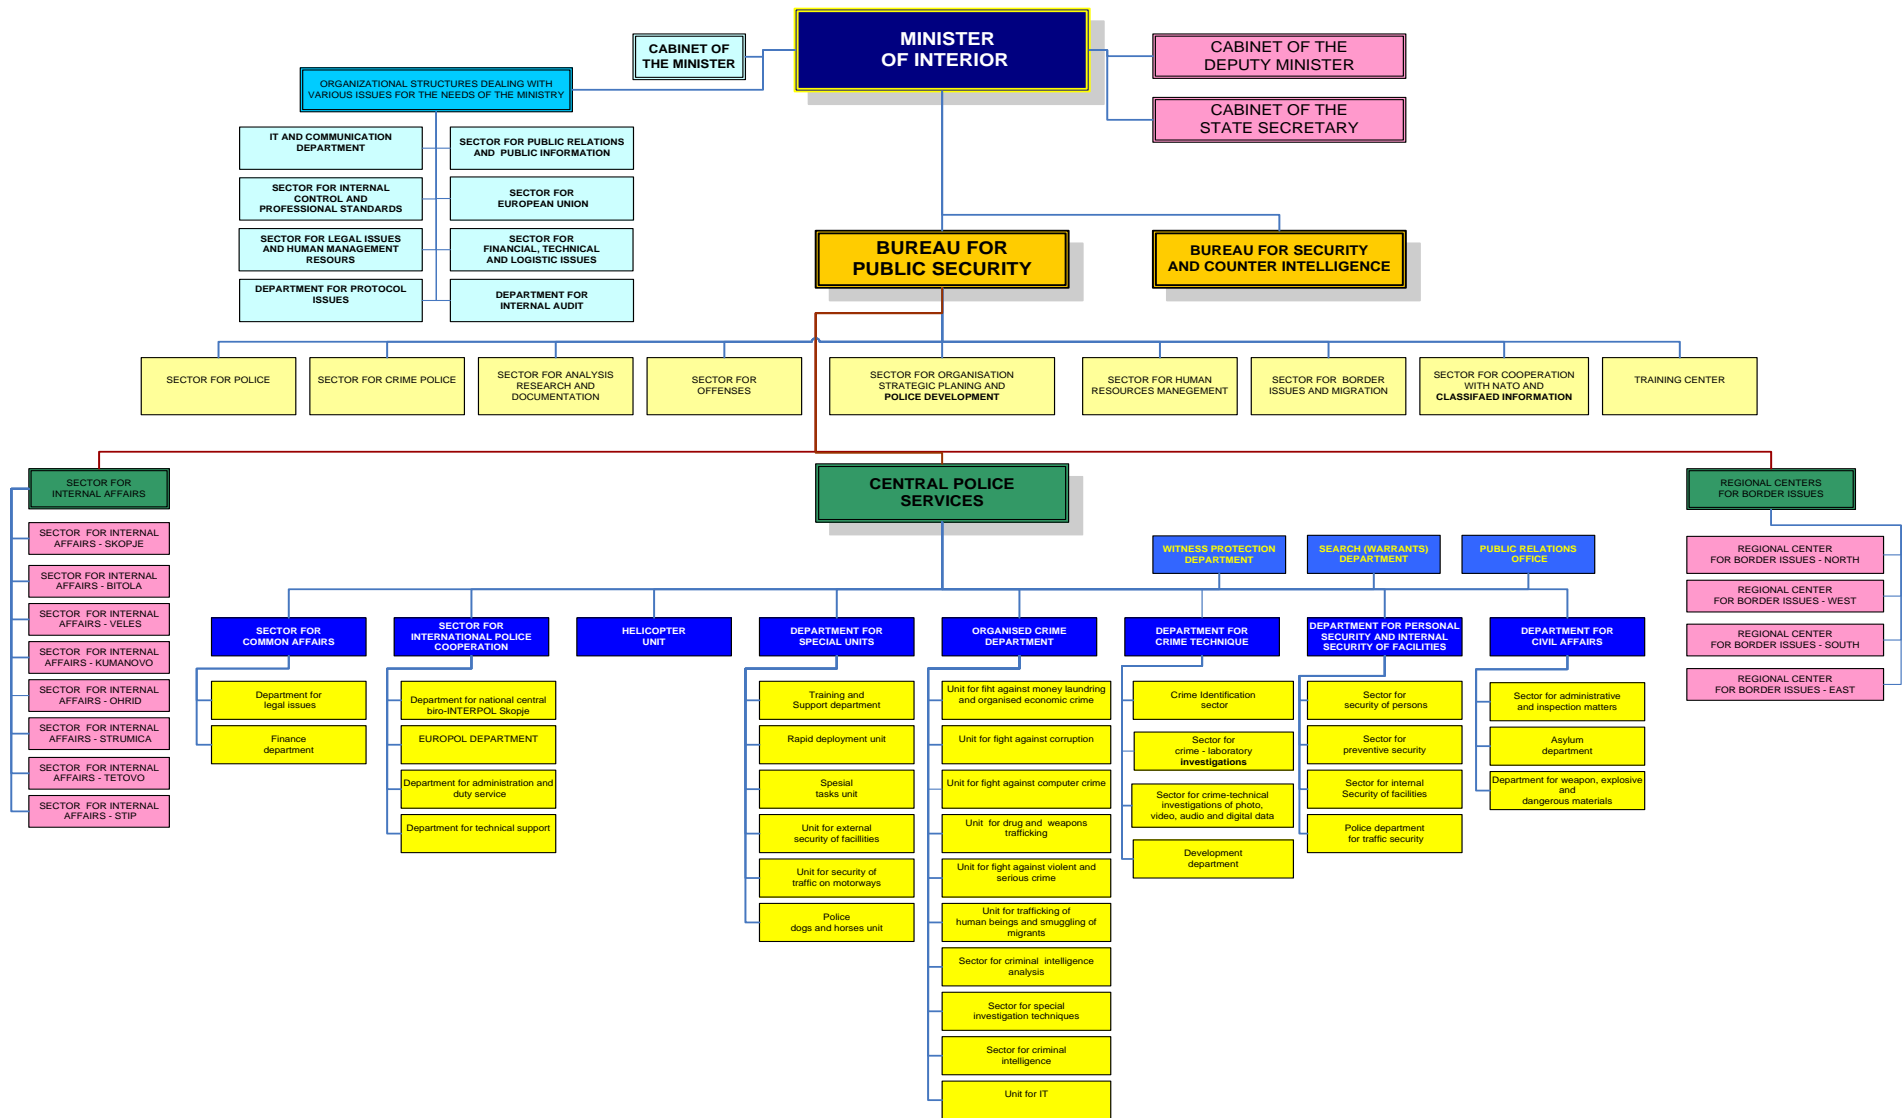 MINISTER
OF INTERIOR
CABINET OF
THE MINISTER
CABINET OF THE
DEPUTY MINISTER
CABINET OF THE
STATE SECRETARY
ORGANIZATIONAL STRUCTURES DEALING WITH
VARIOUS ISSUES FOR THE NEEDS OF THE MINISTRY
IT AND COMMUNICATION
DEPARTMENT
SECTOR FOR PUBLIC RELATIONS
AND PUBLIC INFORMATION
SECTOR FOR INTERNAL
CONTROL AND
PROFESSIONAL STANDARDS
SECTOR FOR
EUROPEAN UNION
SECTOR FOR LEGAL ISSUES
AND HUMAN MANAGEMENT
RESOURS
SECTOR FOR
FINANCIAL, TECHNICAL
AND LOGISTIC ISSUES
DEPARTMENT FOR PROTOCOL
ISSUES
DEPARTMENT FOR
INTERNAL AUDIT
BUREAU FOR
PUBLIC SECURITY
BUREAU FOR SECURITY
AND COUNTER INTELLIGENCE
SECTOR FOR POLICE
SECTOR FOR CRIME POLICE
SECTOR FOR ANALYSIS
RESEARCH AND
DOCUMENTATION
SECTOR FOR
OFFENSES
SECTOR FOR ORGANISATION
STRATEGIC PLANING AND
POLICE DEVELOPMENT
SECTOR FOR HUMAN
RESOURCES MANEGEMENT
SECTOR FOR BORDER
ISSUES AND MIGRATION
SECTOR FOR COOPERATION
WITH NATO AND
CLASSIFAED INFORMATION
TRAINING CENTER
SECTOR FOR
INTERNAL AFFAIRS
CENTRAL POLICE
SERVICES
REGIONAL CENTERS
FOR BORDER ISSUES
SECTOR FOR INTERNAL
AFFAIRS - SKOPJE
SECTOR FOR INTERNAL
AFFAIRS - BITOLA
SECTOR FOR INTERNAL
AFFAIRS - VELES
SECTOR FOR INTERNAL
AFFAIRS - KUMANOVO
SECTOR FOR INTERNAL
AFFAIRS - OHRID
SECTOR FOR INTERNAL
AFFAIRS - STRUMICA
SECTOR FOR INTERNAL
AFFAIRS - TETOVO
SECTOR FOR INTERNAL
AFFAIRS - STIP
WITNESS PROTECTION
DEPARTMENT
SEARCH (WARRANTS)
DEPARTMENT
PUBLIC RELATIONS
OFFICE
REGIONAL CENTER
FOR BORDER ISSUES - NORTH
REGIONAL CENTER
FOR BORDER ISSUES - WEST
REGIONAL CENTER
FOR BORDER ISSUES - SOUTH
REGIONAL CENTER
FOR BORDER ISSUES - EAST
SECTOR FOR
COMMON AFFAIRS
SECTOR FOR
INTERNATIONAL POLICE
COOPERATION
HELICOPTER
UNIT
DEPARTMENT FOR
SPECIAL UNITS
ORGANISED CRIME
DEPARTMENT
DEPARTMENT FOR
CRIME TECHNIQUE
DEPARTMENT FOR PERSONAL
SECURITY AND INTERNAL
SECURITY OF FACILITIES
DEPARTMENT FOR
CIVIL AFFAIRS
Department for
legal issues
Finance
department
Department for national central
biro-INTERPOL Skopje
EUROPOL DEPARTMENT
Department for administration and
duty service
Department for technical support
Training and
Support department
Rapid deployment unit
Spesial
tasks unit
Unit for external
security of facillities
Unit for security of
traffic on motorways
Police
dogs and horses unit
Unit for fiht against money laundring
and organised economic crime
Unit for fight against corruption
Unit for fight against computer crime
Unit for drug and weapons
trafficking
Unit for fight against violent and
serious crime
Unit for trafficking of
human beings and smuggling of
migrants
Sector for criminal intelligence
analysis
Sector for special
investigation techniques
Sector for criminal
intelligence
Unit for IT
Crime Identification
sector
Sector for
crime - laboratory
investigations
Sector for crime-technical
investigations of photo,
video, audio and digital data
Development
department
Sector for
security of persons
Sector for
preventive security
Sector for internal
Security of facilities
Police department
for traffic security
Sector for administrative
and inspection matters
Asylum
department
Department for weapon, explosive
and
dangerous materials